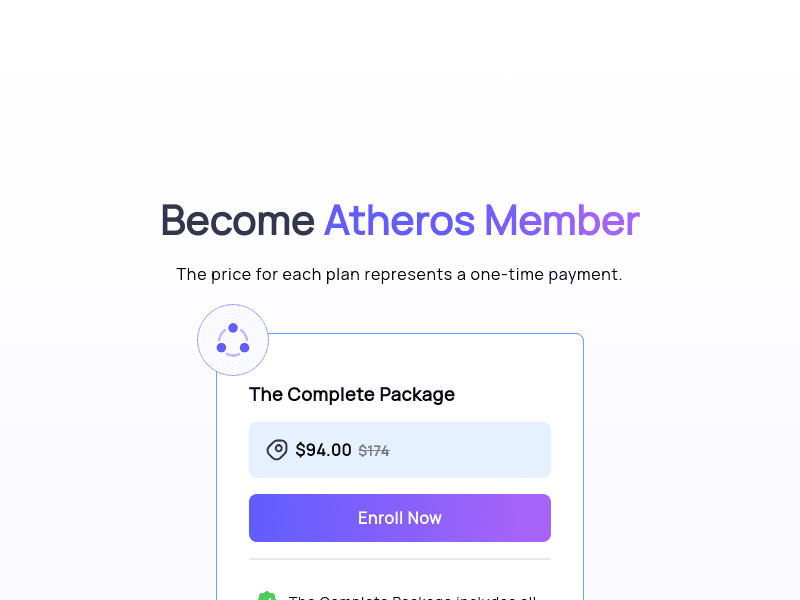 Become Atheros Member
The price for each plan represents a one-time payment.
The Complete Package
$94.00 $174
Enroll Now
The Complete Package includes all